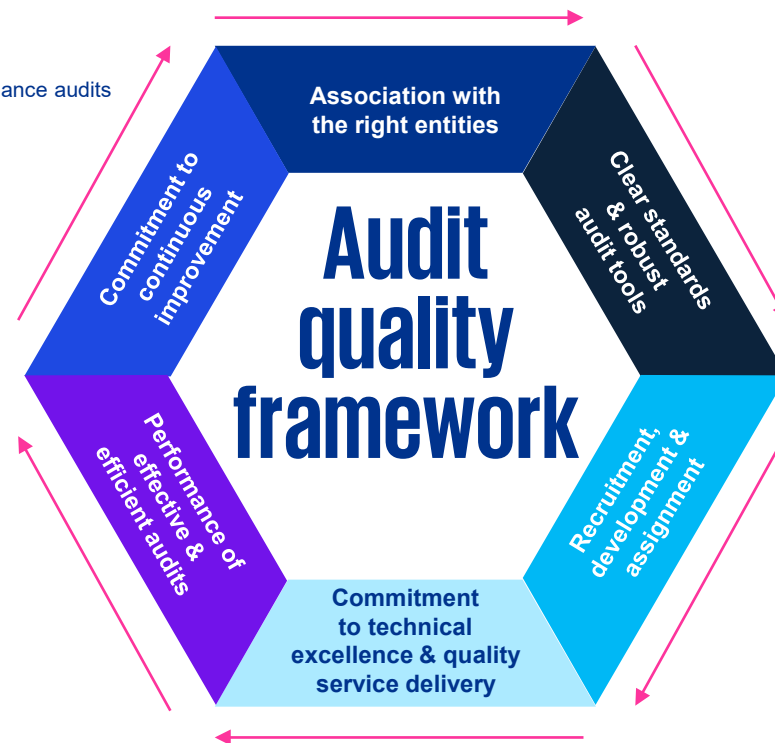 ance audits
Association with
the right entities
Clear standards
& robust
audit tools
Recruitment,
development &
assignment
Commitment
to technical
excellence & quality
service delivery
Performance of
effective &
efficient audits
Commitment to
continuous
improvement
Audit
quality
framework